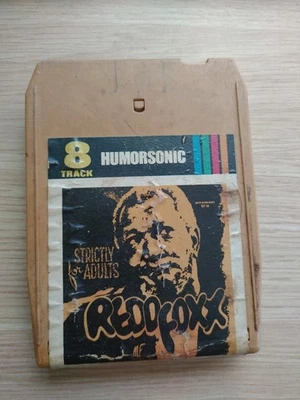 8
TRACK
HUMORSONIC
STRICTLY
for ADULTS
REDD FOXX